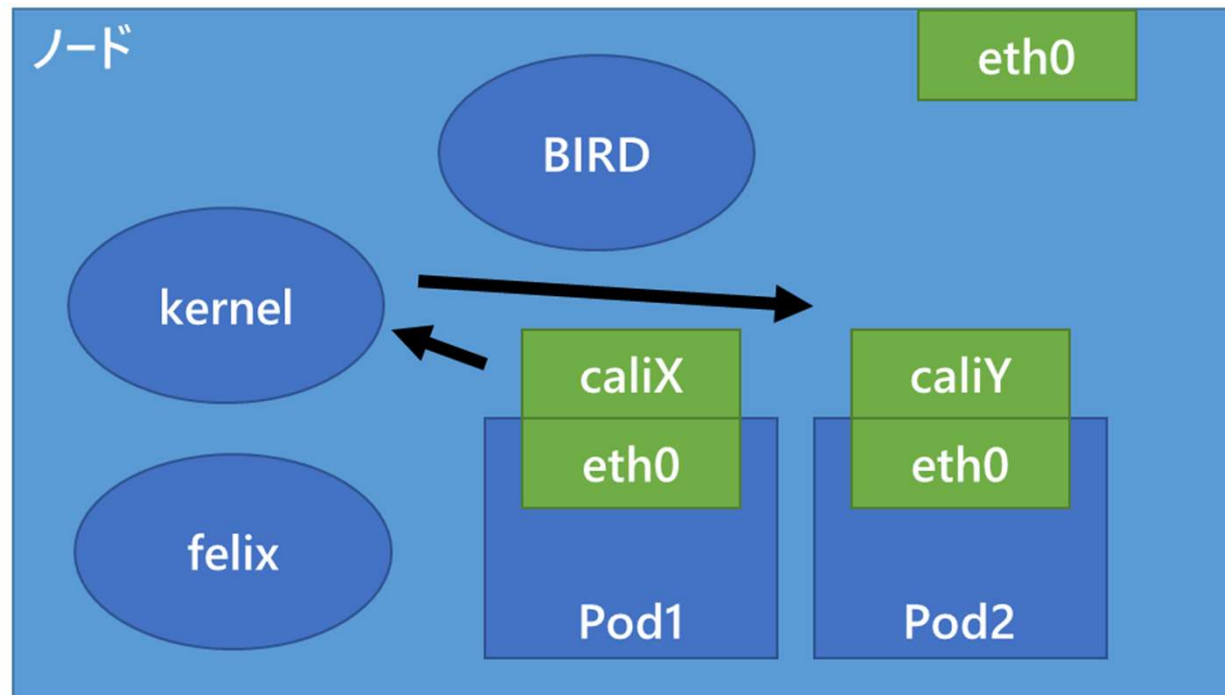 ノード
eth0
BIRD
kernel
caliX
caliY
eth0
eth0
felix
Pod1
Pod2